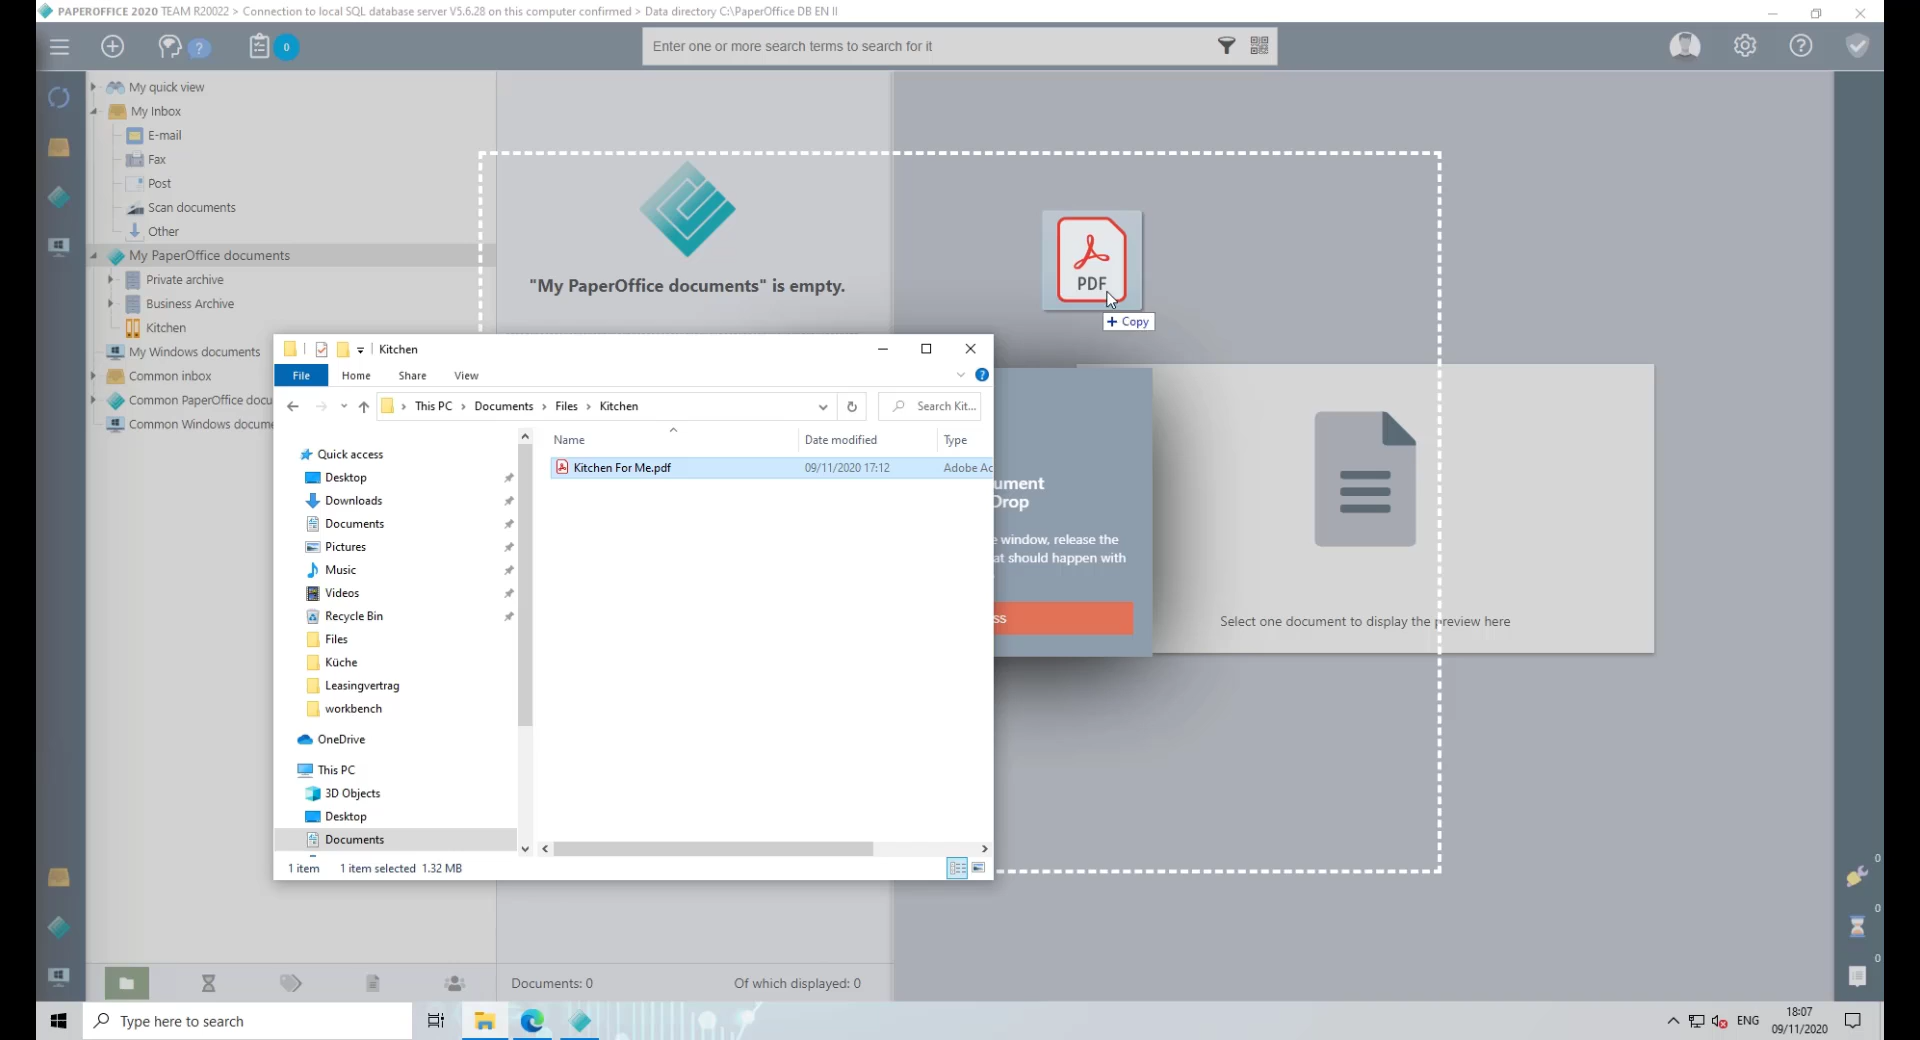 PAPEROFFICE 2020 TEAM R20022 > Connection to local SQL database server V5.6.28 on this computer confirmed > Data directory C:\PaperOffice DB EN II
?
0
Enter one or more search terms to search for it
My quick view
My Inbox
E-mail
Fax
Post
Scan documents
Other
My PaperOffice documents
Private archive
Business Archive
Kitchen
My Windows documents
Common inbox
Common PaperOffice docu
Common Windows docume
"My PaperOffice documents" is empty.
PDF
+ Copy
Kitchen
File
Home
Share
View
This PC > Documents > Files > Kitchen
Search Kit...
Quick access
Desktop
Downloads
Documents
Pictures
Music
Videos
Recycle Bin
Files
Küche
Leasingvertrag
workbench
OneDrive
This PC
3D Objects
Desktop
Documents
Name
Date modified
Type
Kitchen For Me.pdf
09/11/2020 17:12
Adobe Ac
1 item
1 item selected 1.32 MB
ument
Drop
e window, release the
at should happen with
.
ss
Select one document to display the preview here
0
0
0
Documents: 0
Of which displayed: 0
Type here to search
ENG
18:07
09/11/2020